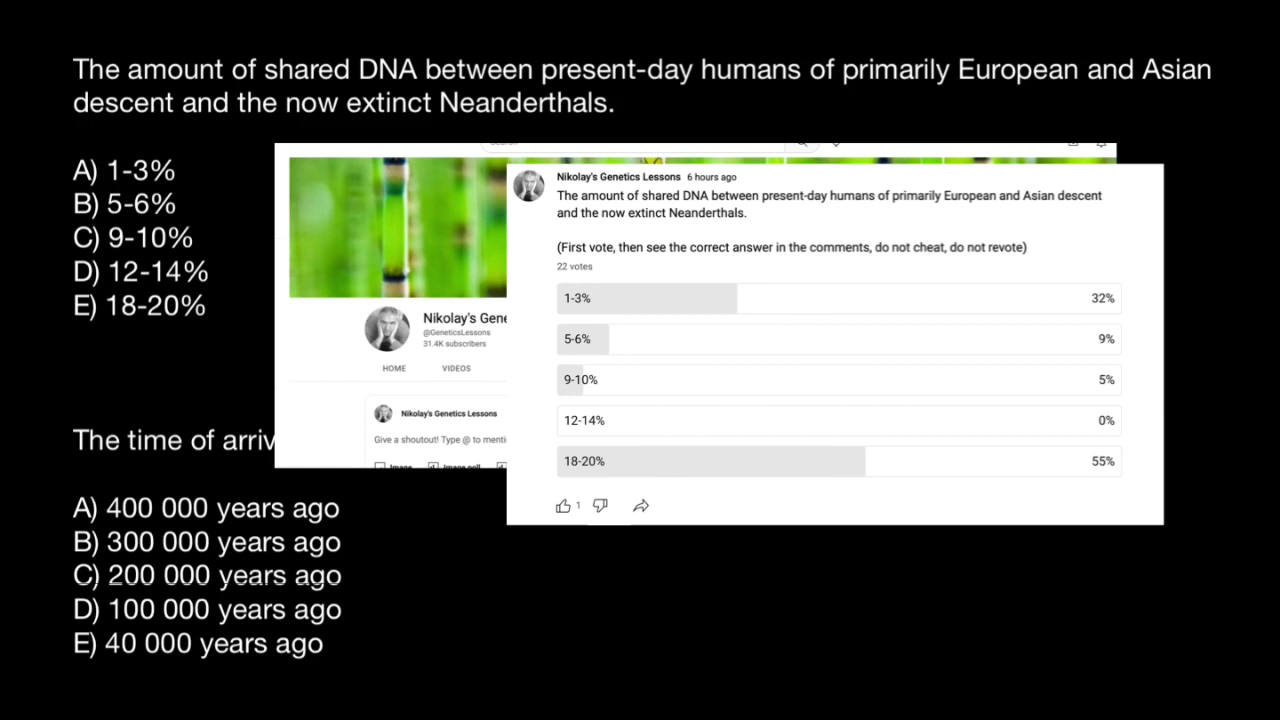 The amount of shared DNA between present-day humans of primarily European and Asian
descent and the now extinct Neanderthals.
A) 1-3%
B) 5-6%
C) 9-10%
D) 12-14%
E) 18-20%
Nikolay's Gene
@GeneticsLessons
31.4K subscribers
HOME VIDEOS
Nikolay's Genetics Lessons
Give a shoutout! Type @ to menti
Image Image poll
Nikolay's Genetics Lessons 6 hours ago
The amount of shared DNA between present-day humans of primarily European and Asian descent
and the now extinct Neanderthals.
(First vote, then see the correct answer in the comments, do not cheat, do not revote)
22 votes
1-3% 32%
5-6% 9%
9-10% 5%
12-14% 0%
18-20% 55%
1
The time of arriv
A) 400 000 years ago
B) 300 000 years ago
C) 200 000 years ago
D) 100 000 years ago
E) 40 000 years ago